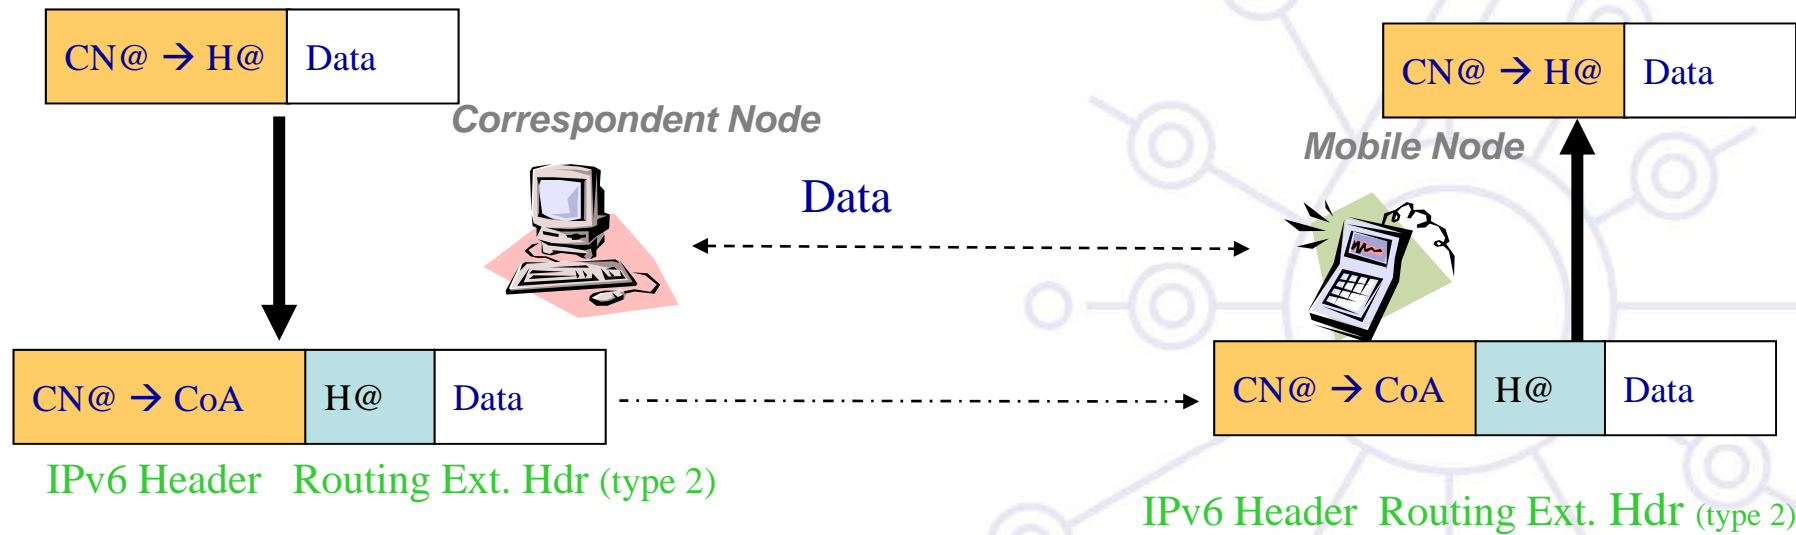 CN@ → H@ Data
CN@ → H@ Data
Correspondent Node
Mobile Node
Data
CN@ → CoA H@ Data
CN@ → CoA H@ Data
IPv6 Header Routing Ext. Hdr (type 2)
IPv6 Header Routing Ext. Hdr (type 2)